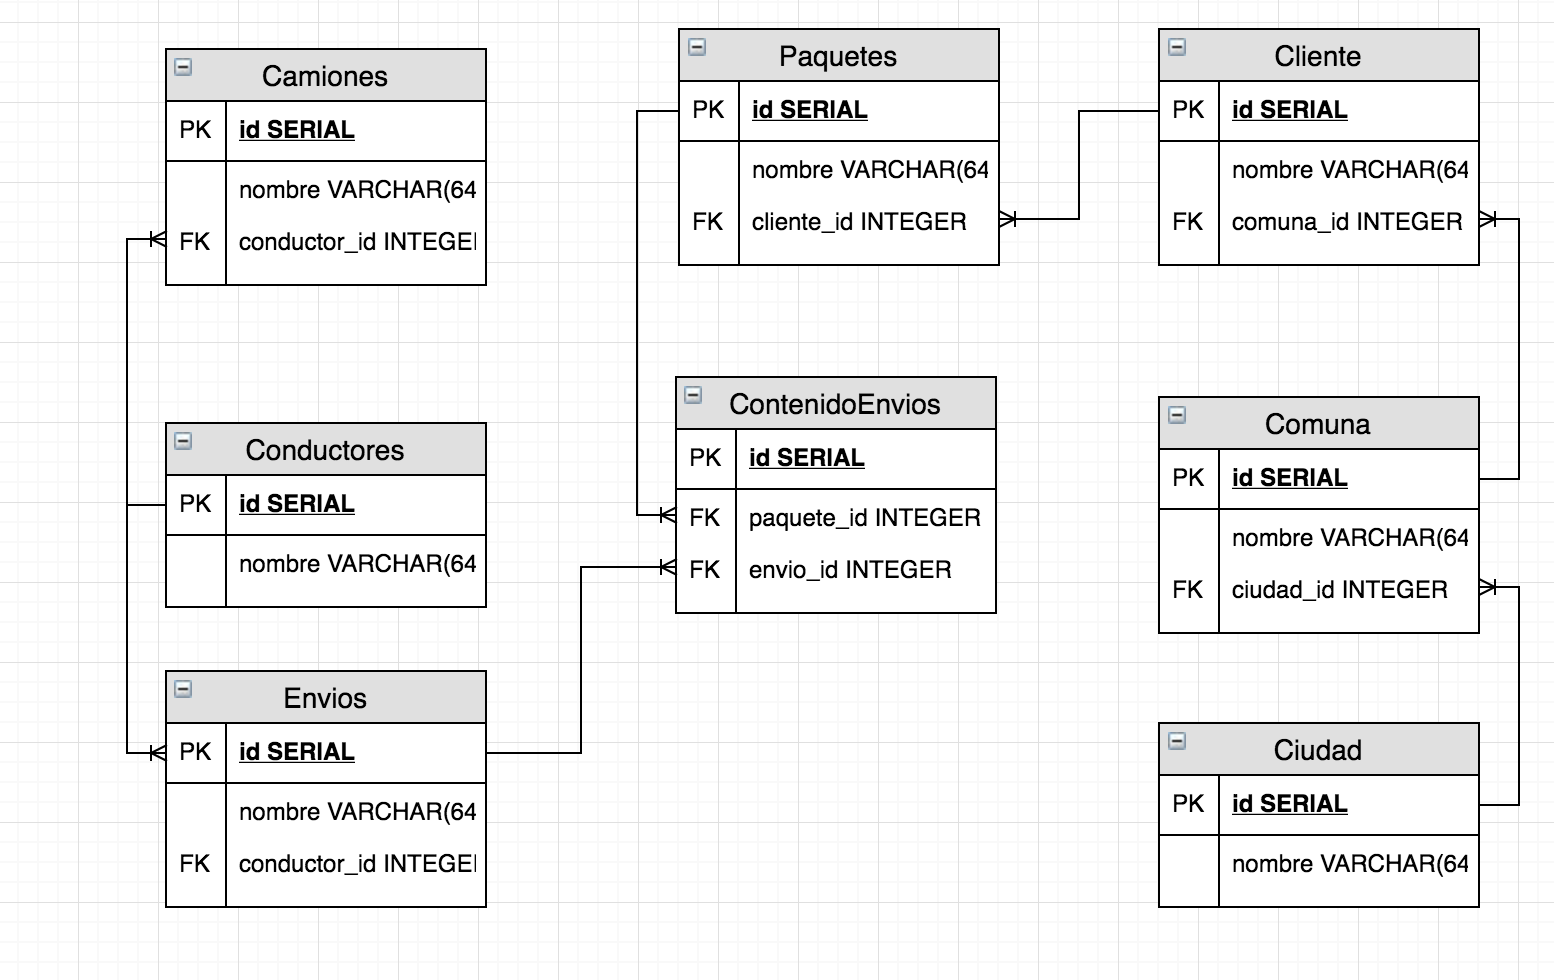 Camiones
PK id SERIAL
nombre VARCHAR(64
FK conductor_id INTEGE
Conductores
PK id SERIAL
nombre VARCHAR(64
Envios
PK id SERIAL
nombre VARCHAR(64
FK conductor_id INTEGE
Paquetes
PK id SERIAL
nombre VARCHAR(64
FK cliente_id INTEGER
ContenidoEnvios
PK id SERIAL
FK paquete_id INTEGER
FK envio_id INTEGER
Cliente
PK id SERIAL
nombre VARCHAR(64
FK comuna_id INTEGER
Comuna
PK id SERIAL
nombre VARCHAR(64
FK ciudad_id INTEGER
Ciudad
PK id SERIAL
nombre VARCHAR(64